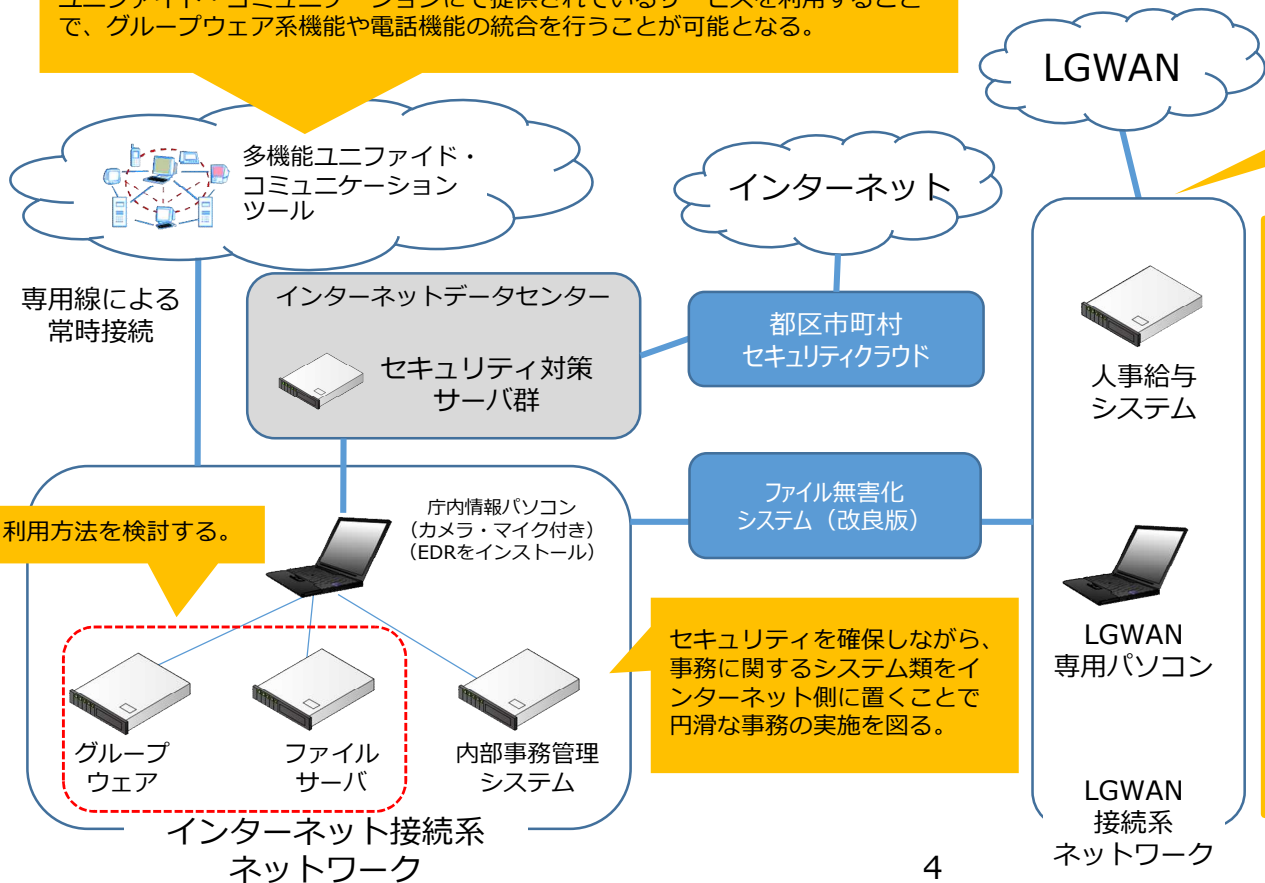 で、グループウェア系機能や電話機能の統合を行うことが可能となる。
LGWAN
多機能ユニファイド・
コミュニケーション
ツール
インターネット
専用線による
常時接続
インターネットデータセンター
セキュリティ対策
サーバ群
都区市町村
セキュリティクラウド
人事給与
システム
ファイル無害化
システム（改良版）
庁内情報パソコン
（カメラ・マイク付き）
（EDRをインストール）
利用方法を検討する。
LGWAN
専用パソコン
セキュリティを確保しながら、
事務に関するシステム類をイ
ンターネット側に置くことで
円滑な事務の実施を図る。
グループ
ウェア
ファイル
サーバ
内部事務管理
システム
インターネット接続系
ネットワーク
LGWAN
接続系
ネットワーク
4